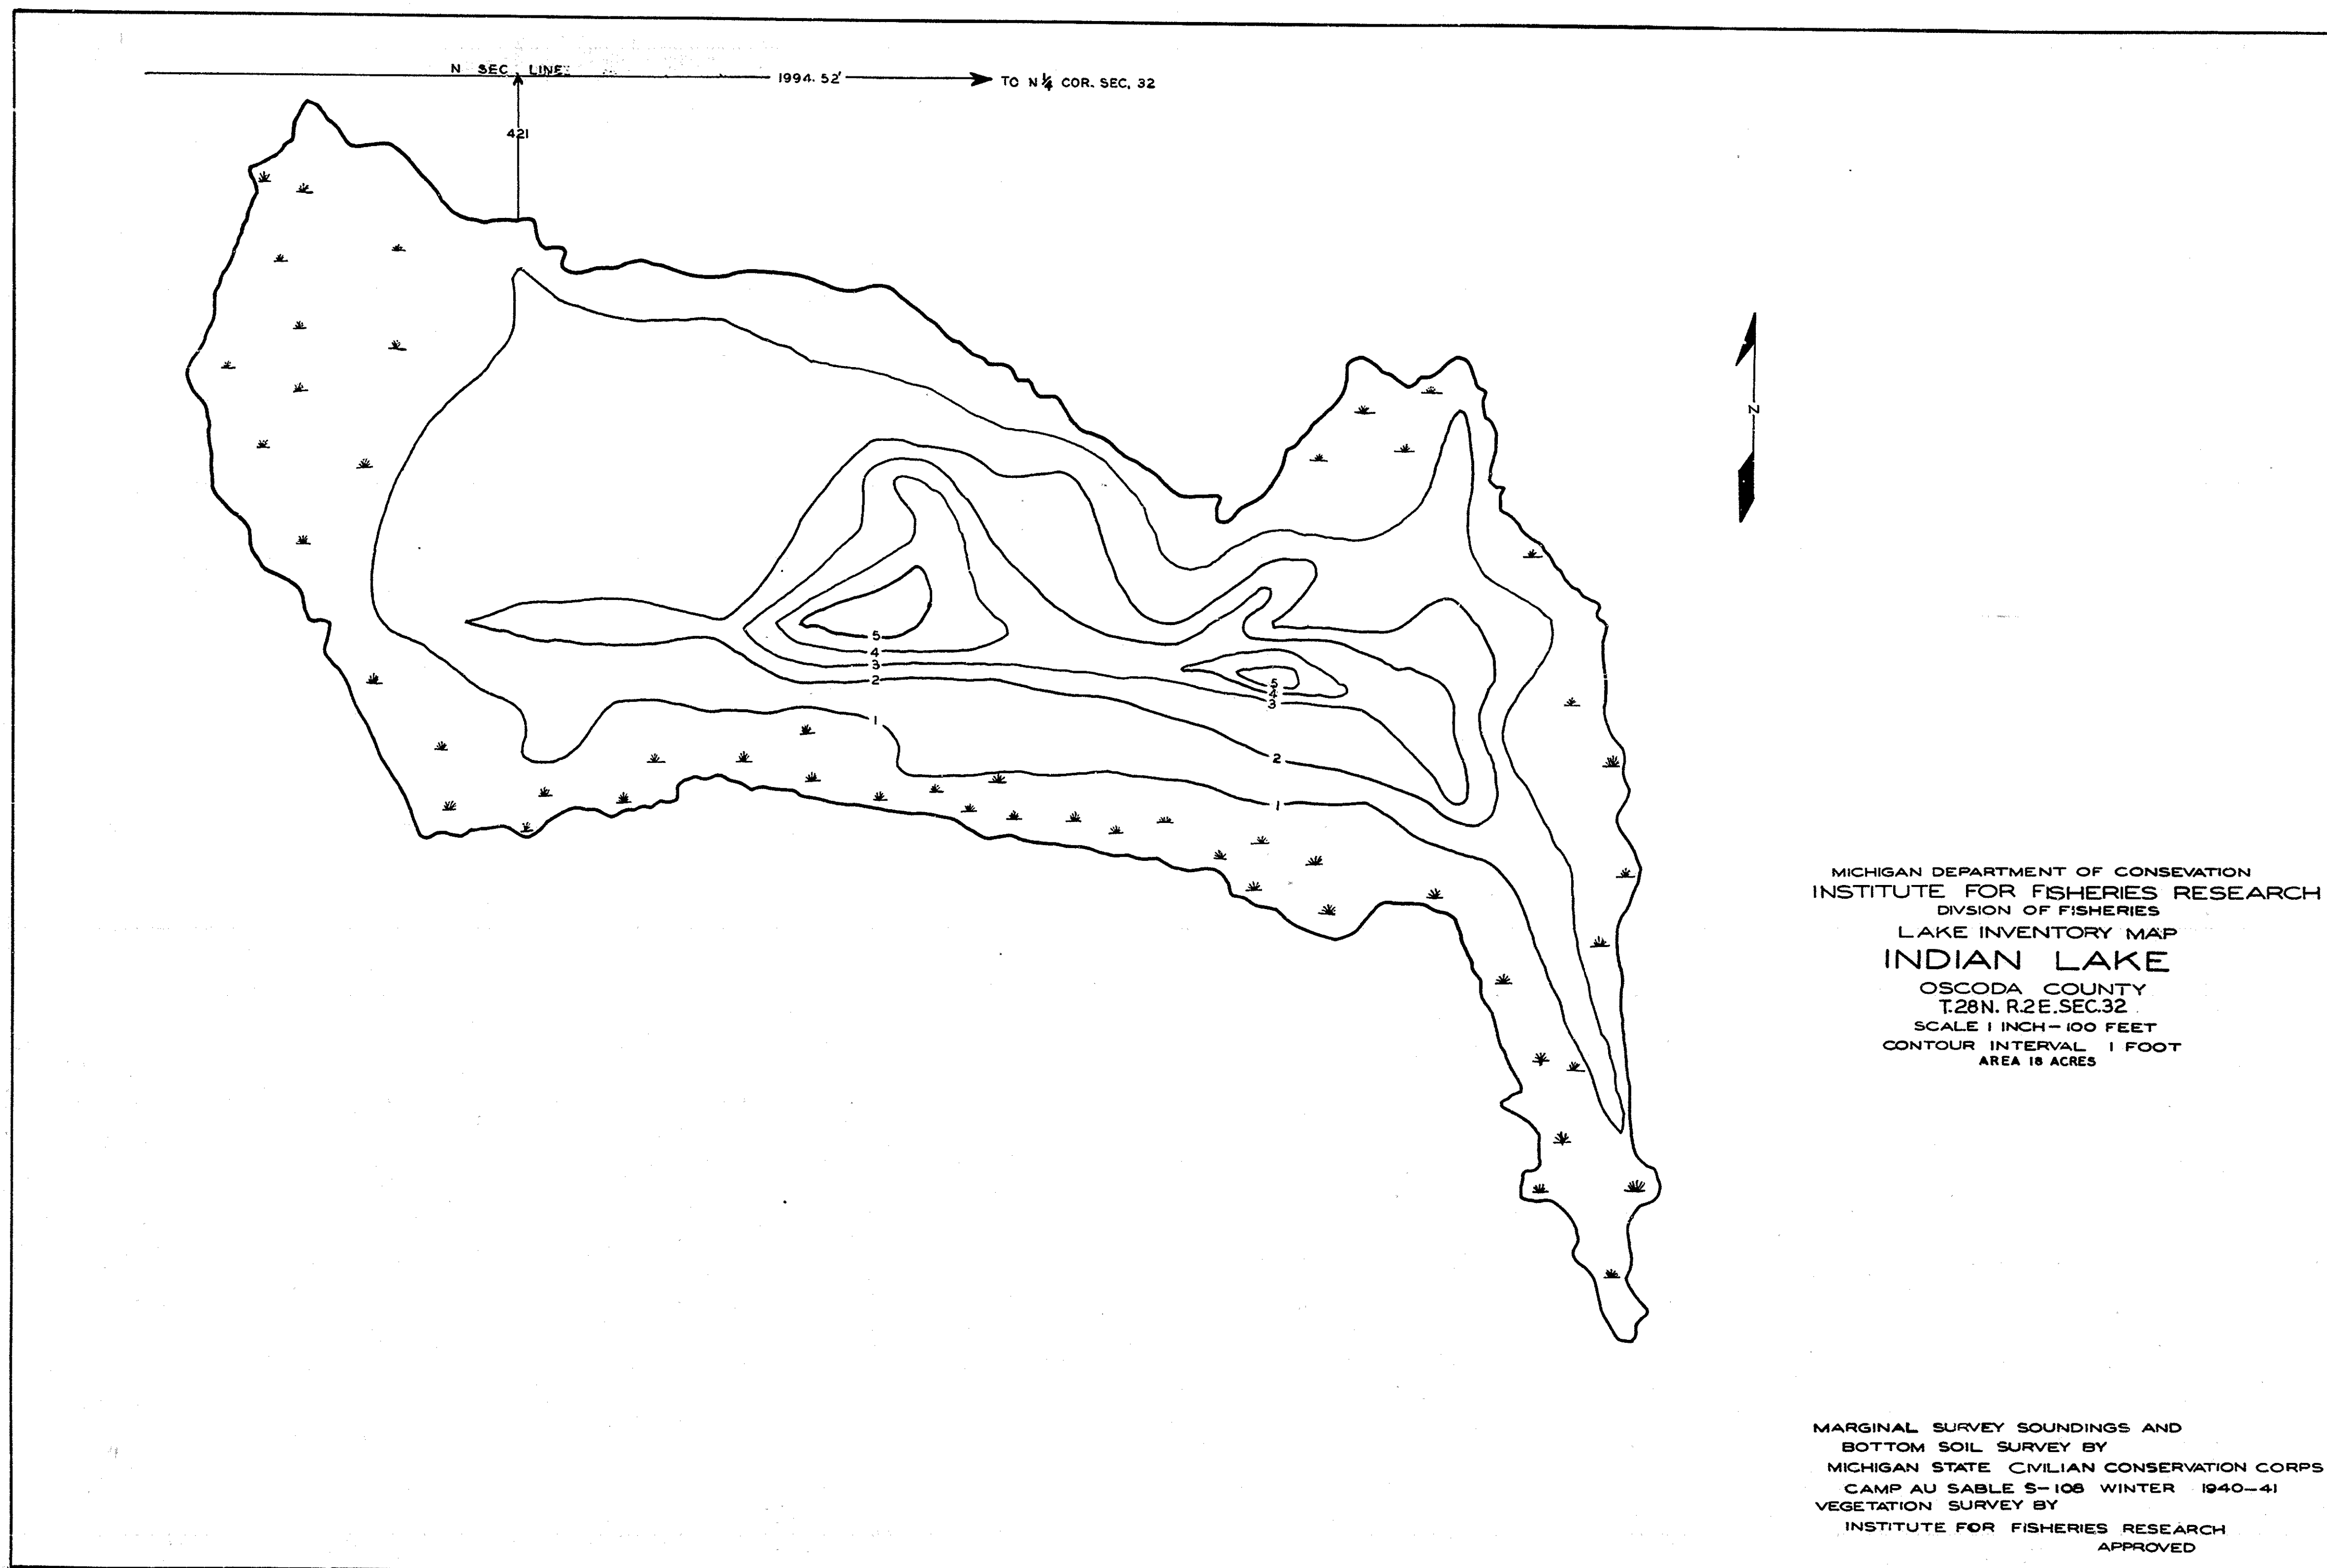 N SEC. LINE
1994.52'
TO N 1/4 COR. SEC. 32
421
N
5
4
3
2
1
5
4
3
2
1
MICHIGAN DEPARTMENT OF CONSEVATION
INSTITUTE FOR FISHERIES RESEARCH
DIVSION OF FISHERIES
LAKE INVENTORY MAP
INDIAN LAKE
OSCODA COUNTY
T.28N. R.2E. SEC.32
SCALE 1 INCH—100 FEET
CONTOUR INTERVAL 1 FOOT
AREA 18 ACRES
MARGINAL SURVEY SOUNDINGS AND
BOTTOM SOIL SURVEY BY
MICHIGAN STATE CIVILIAN CONSERVATION CORPS
CAMP AU SABLE S-108 WINTER 1940-41
VEGETATION SURVEY BY
INSTITUTE FOR FISHERIES RESEARCH
APPROVED